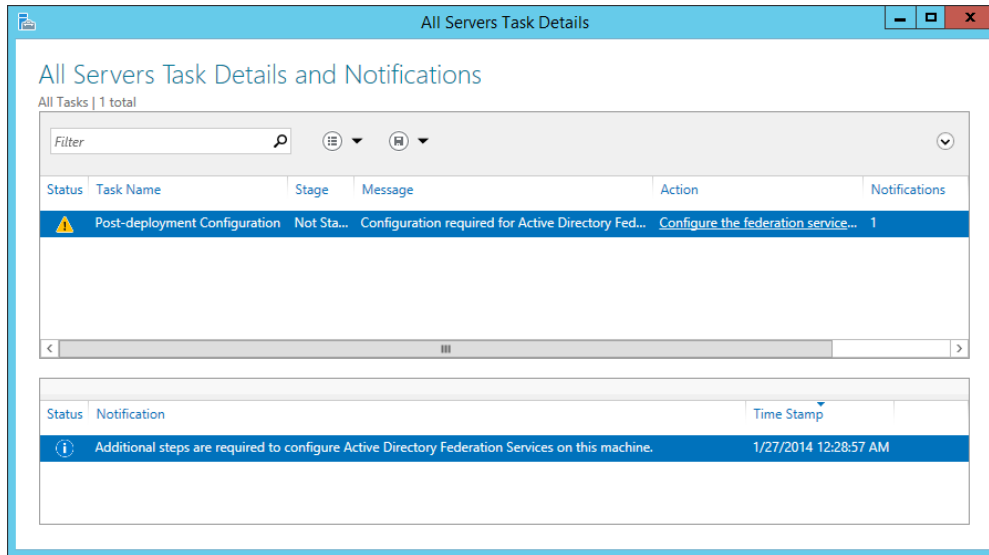 All Servers Task Details
All Servers Task Details and Notifications
All Tasks | 1 total
Filter
Status Task Name Stage Message Action Notifications
Post-deployment Configuration Not Sta... Configuration required for Active Directory Fed... Configure the federation service... 1
Status Notification Time Stamp
Additional steps are required to configure Active Directory Federation Services on this machine. 1/27/2014 12:28:57 AM